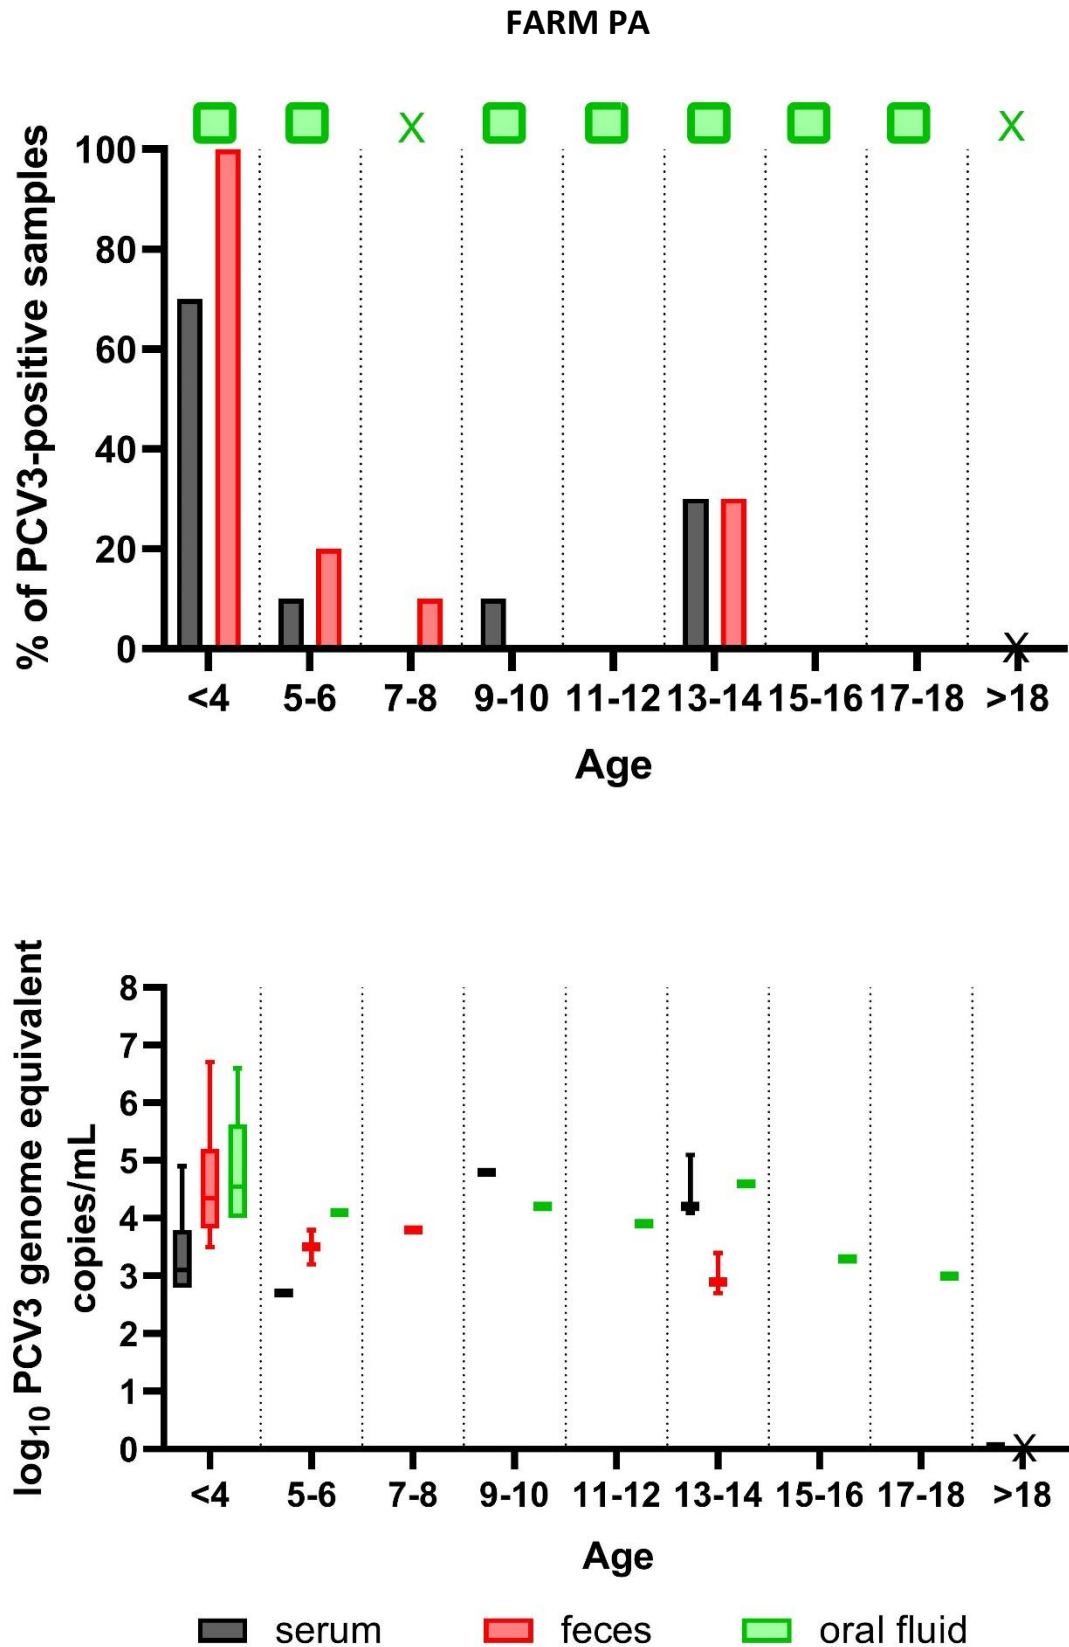 FARM PA
X X
% of PCV3-positive samples
100
80
60
40
20
0
X
<4 5-6 7-8 9-10 11-12 13-14 15-16 17-18 >18
Age
log₁₀ PCV3 genome equivalent
copies/mL
8
7
6
5
4
3
2
1
0
X
<4 5-6 7-8 9-10 11-12 13-14 15-16 17-18 >18
Age
serum feces oral fluid